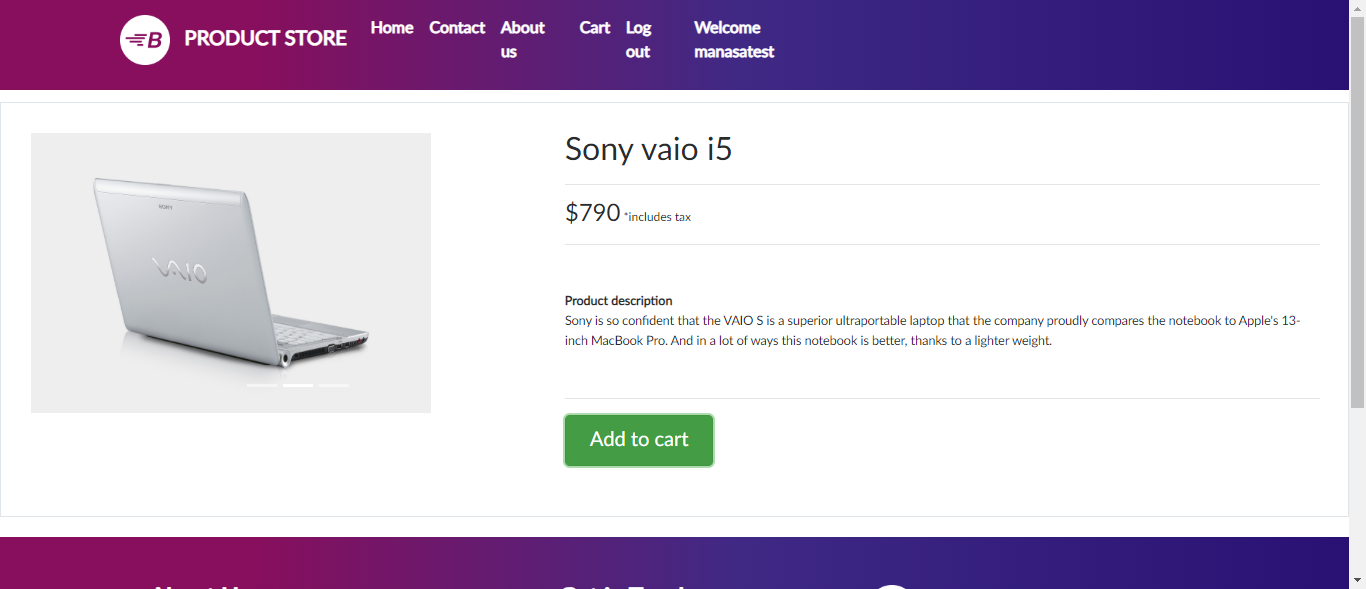 B PRODUCT STORE Home Contact About us Cart Log out Welcome manasatest
SONY
VAIO
Sony vaio i5
$790 *includes tax
Product description
Sony is so confident that the VAIO S is a superior ultraportable laptop that the company proudly compares the notebook to Apple's 13-
inch MacBook Pro. And in a lot of ways this notebook is better, thanks to a lighter weight.
Add to cart